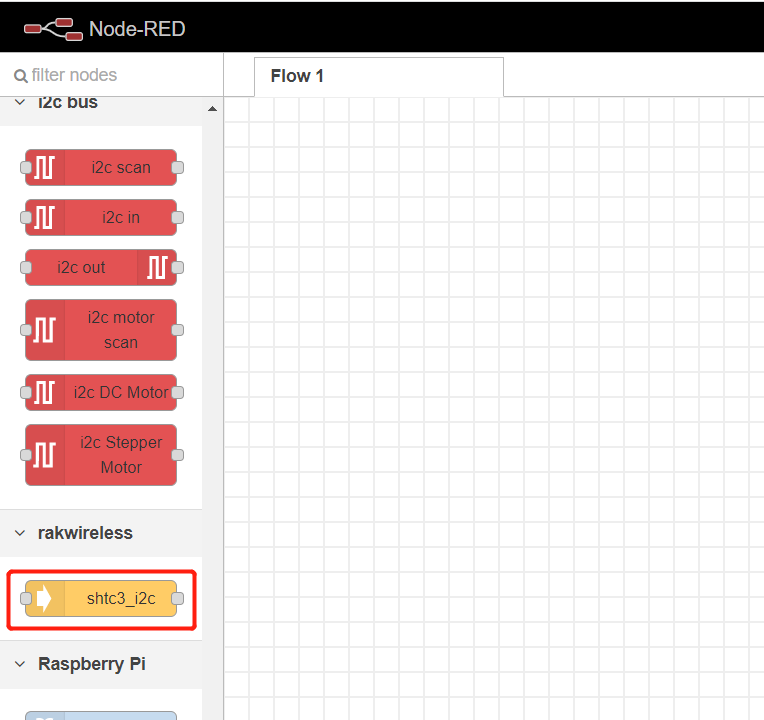 Node-RED
filter nodes
Flow 1
i2c bus
i2c scan
i2c in
i2c out
i2c motor
scan
i2c DC Motor
i2c Stepper
Motor
rakwireless
shtc3_i2c
Raspberry Pi